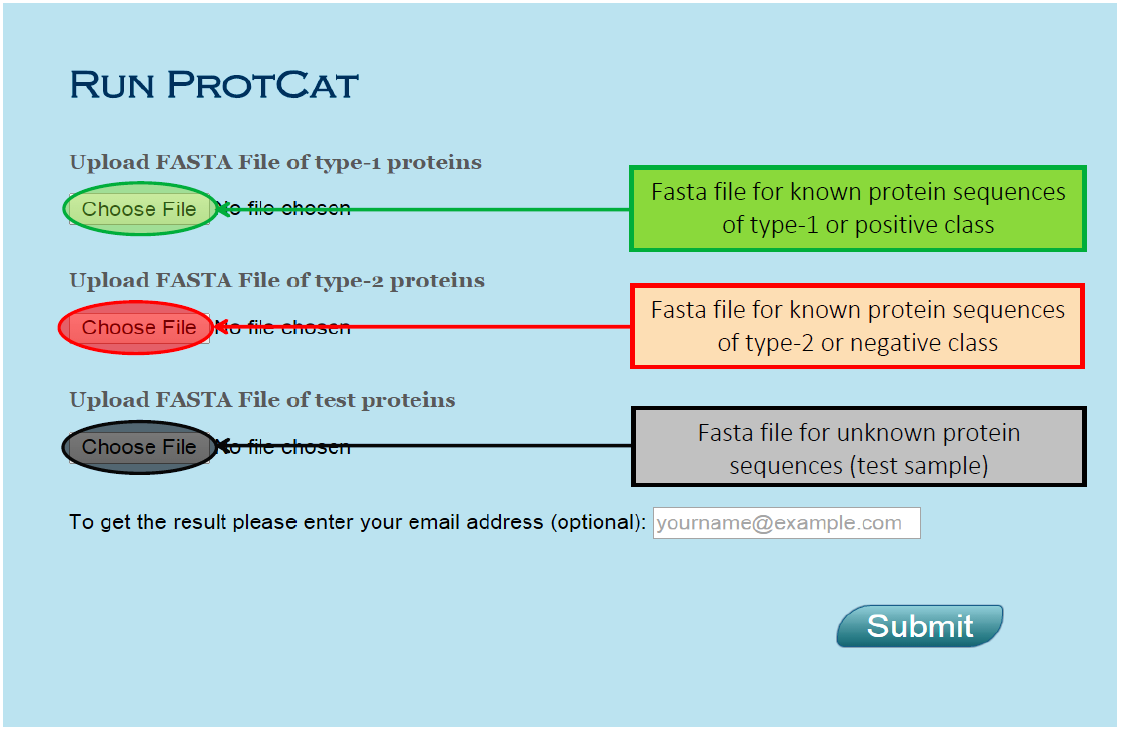 RUN PROTCAT
Upload FASTA File of type-1 proteins
Choose File No file chosen
Fasta file for known protein sequences
of type-1 or positive class
Upload FASTA File of type-2 proteins
Choose File No file chosen
Fasta file for known protein sequences
of type-2 or negative class
Upload FASTA File of test proteins
Choose File No file chosen
Fasta file for unknown protein
sequences (test sample)
To get the result please enter your email address (optional): yourname@example.com
Submit